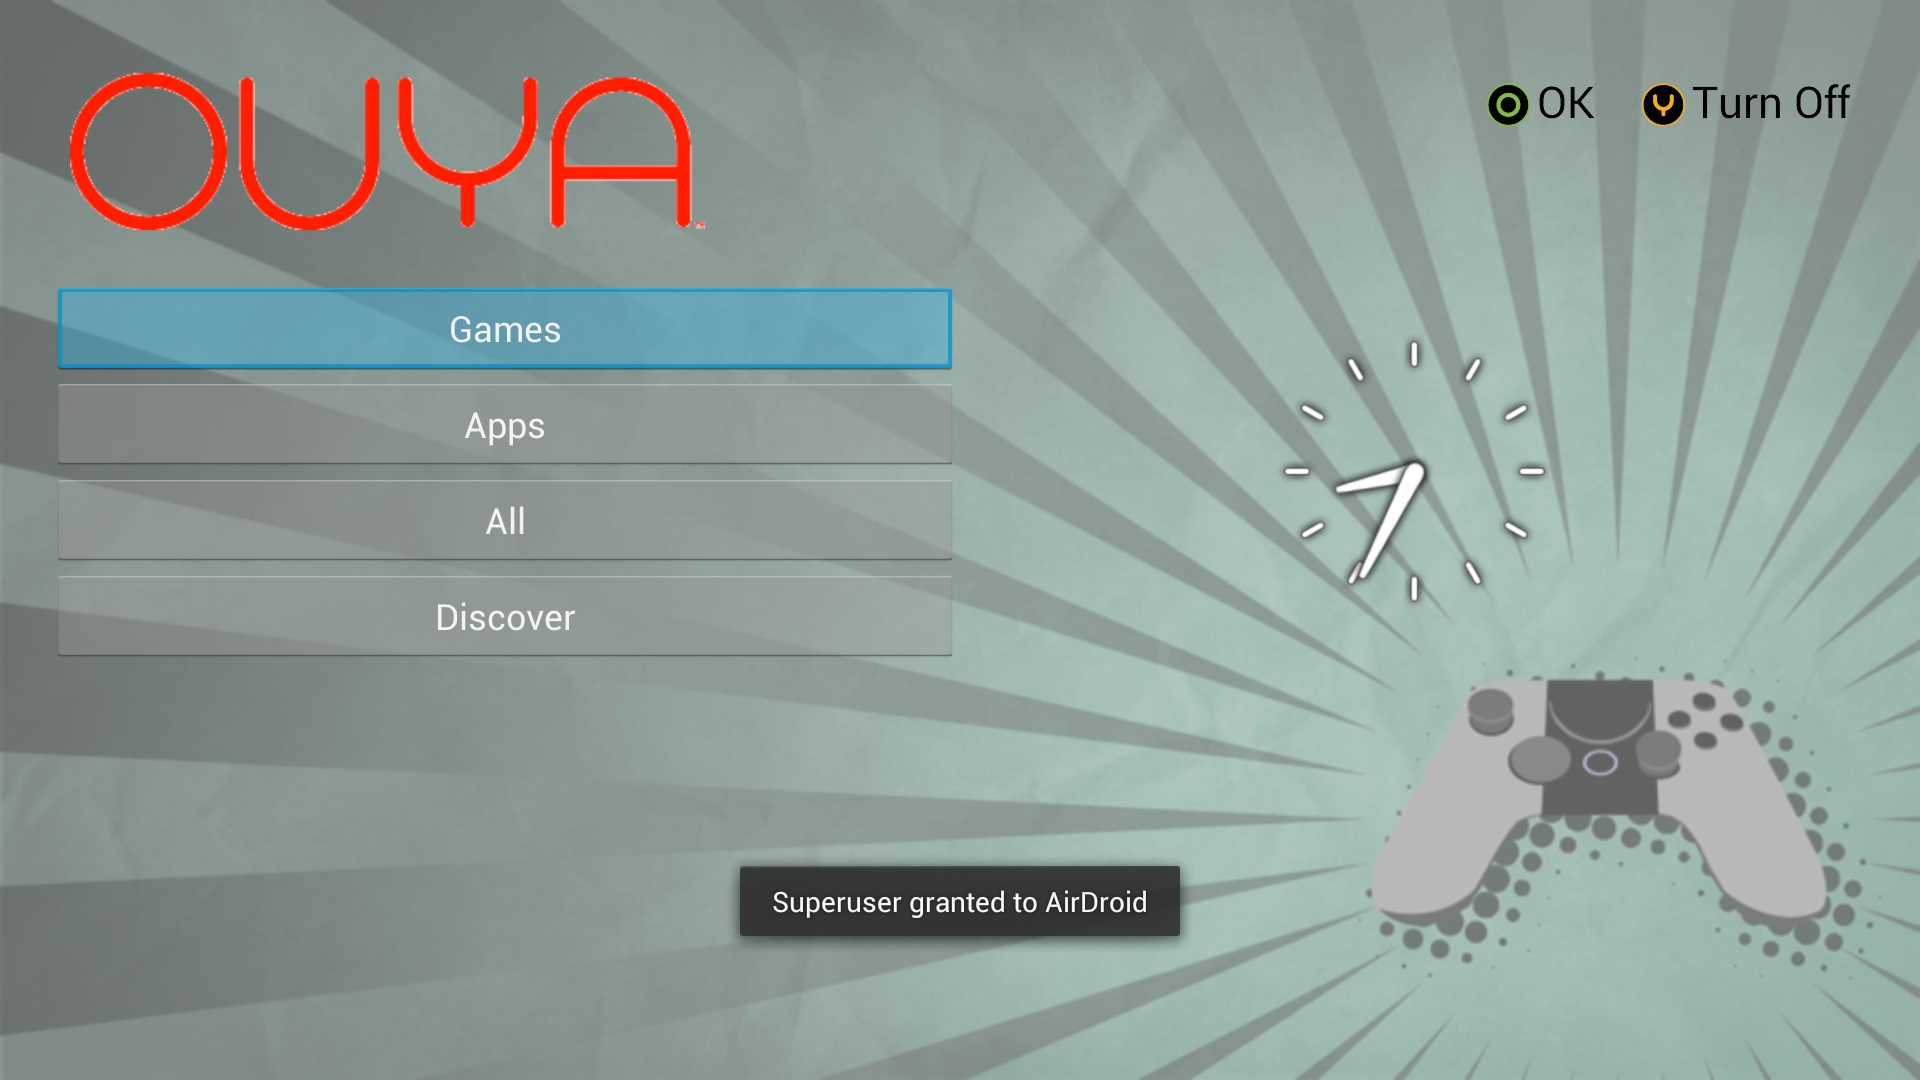 OUYA
OK Turn Off
Games
Apps
All
Discover
Superuser granted to AirDroid